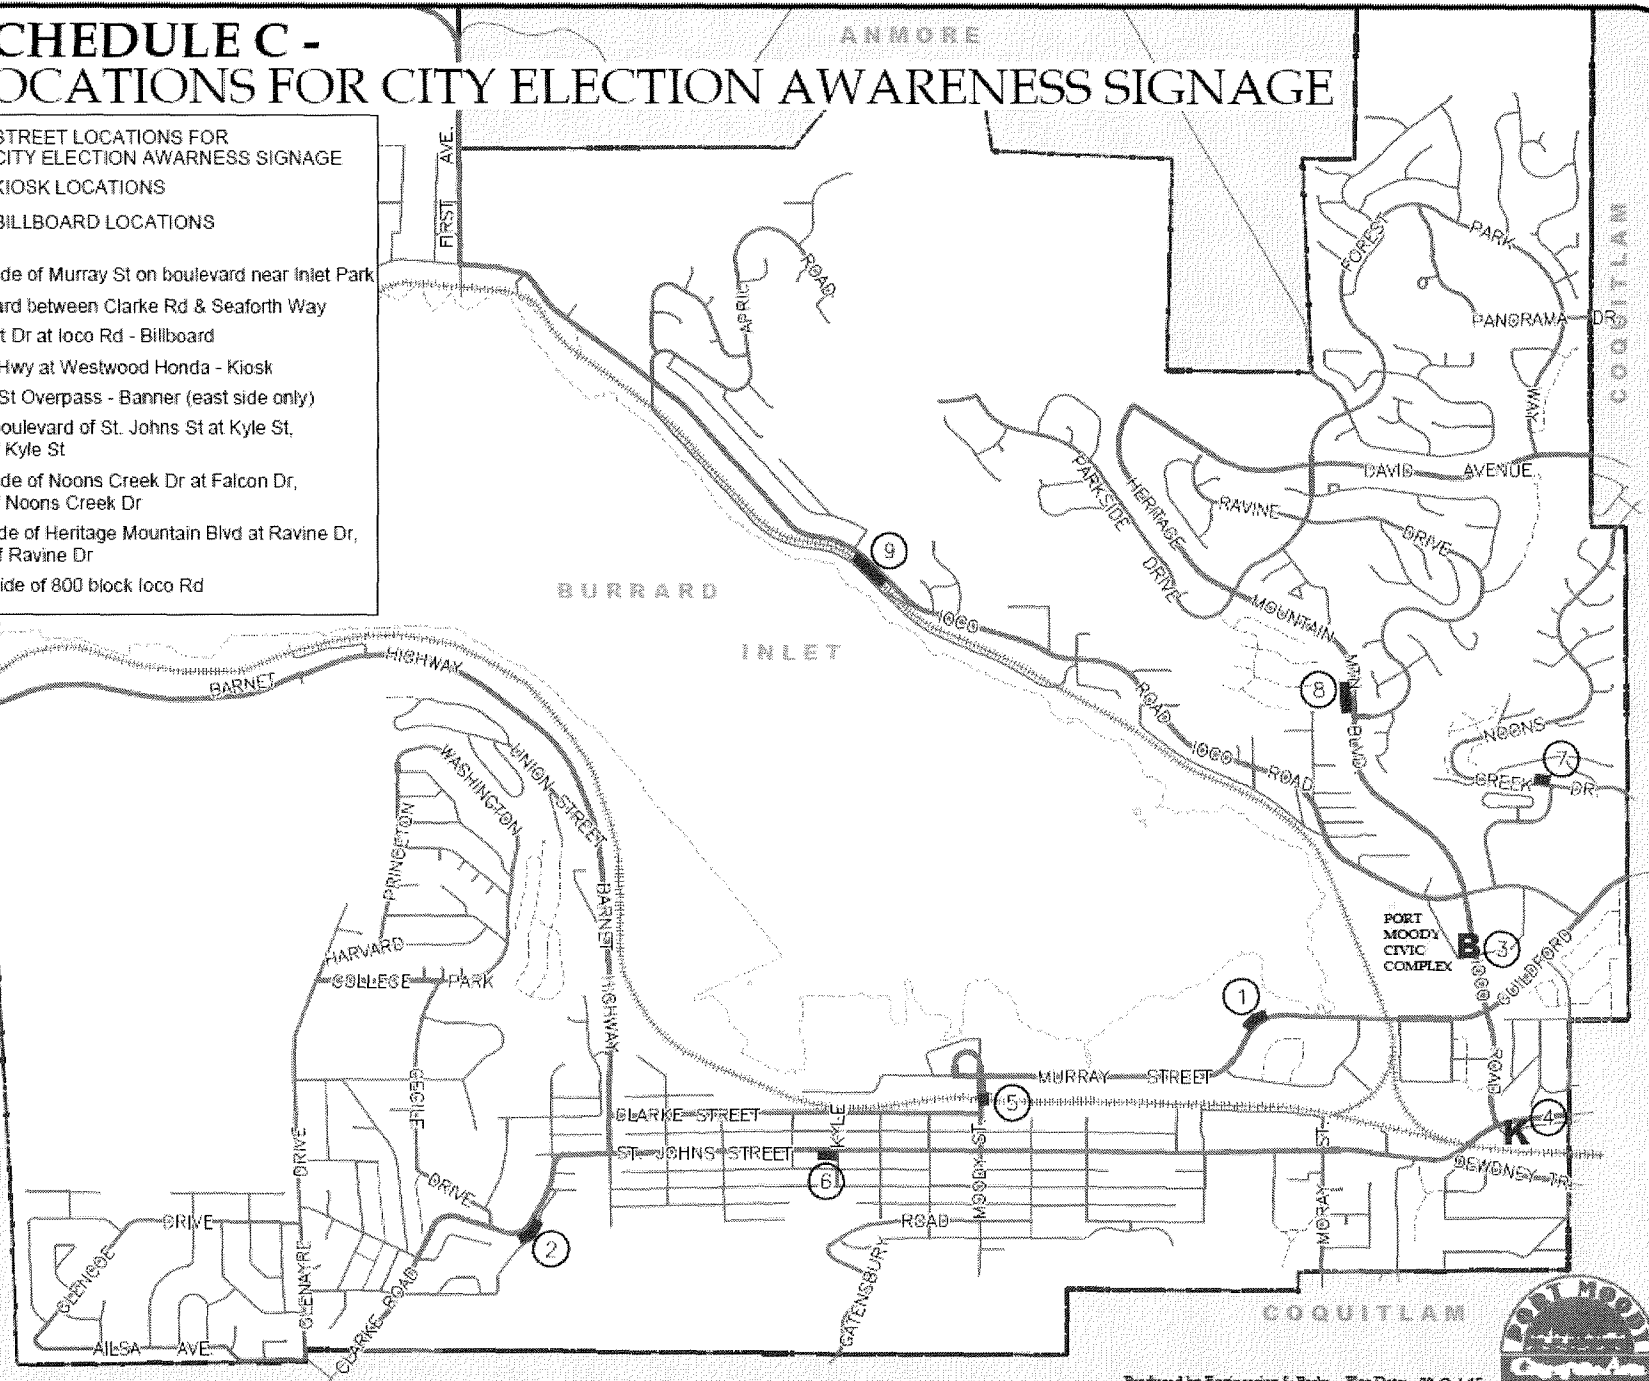 CHEDULE C -
OCATIONS FOR CITY ELECTION AWARENESS SIGNAGE
STREET LOCATIONS FOR
CITY ELECTION AWARNESS SIGNAGE
KIOSK LOCATIONS
BILLBOARD LOCATIONS
de of Murray St on boulevard near Inlet Park
ard between Clarke Rd & Seaforth Way
t Dr at Ioco Rd - Billboard
Hwy at Westwood Honda - Kiosk
St Overpass - Banner (east side only)
oulevard of St. Johns St at Kyle St,
Kyle St
de of Noons Creek Dr at Falcon Dr,
f Noons Creek Dr
de of Heritage Mountain Blvd at Ravine Dr,
f Ravine Dr
ide of 800 block Ioco Rd
ANMORE
COQUITLAM
FIRST AVE.
APRIL ROAD
FOREST PARK WAY
PANORAMA DR.
DAVID AVENUE
PARKSIDE DRIVE
HERITAGE MOUNTAIN
MTN. BLVD.
RAVINE DRIVE
BURRARD
INLET
9
IOCO ROAD
IOCO ROAD
8
NOONS
CREEK DR.
7
BARNET HIGHWAY
UNION STREET
WASHINGTON
PRINCETON
HARVARD
COLLEGE PARK
BARNET HIGHWAY
PORT
MOODY
CIVIC
COMPLEX
B
3
IOCO ROAD
GUILDFORD
1
MURRAY STREET
5
CLARKE STREET
KYLE
ST. JOHNS STREET
6
MOODY ST.
MORAY ST.
K
4
DEWDNEY TR.
DRIVE
2
GLENAYRE DRIVE
GLENCOE DRIVE
AILSA AVE.
CLARKE ROAD
GATENSBURY ROAD
COQUITLAM
PORT MOODY